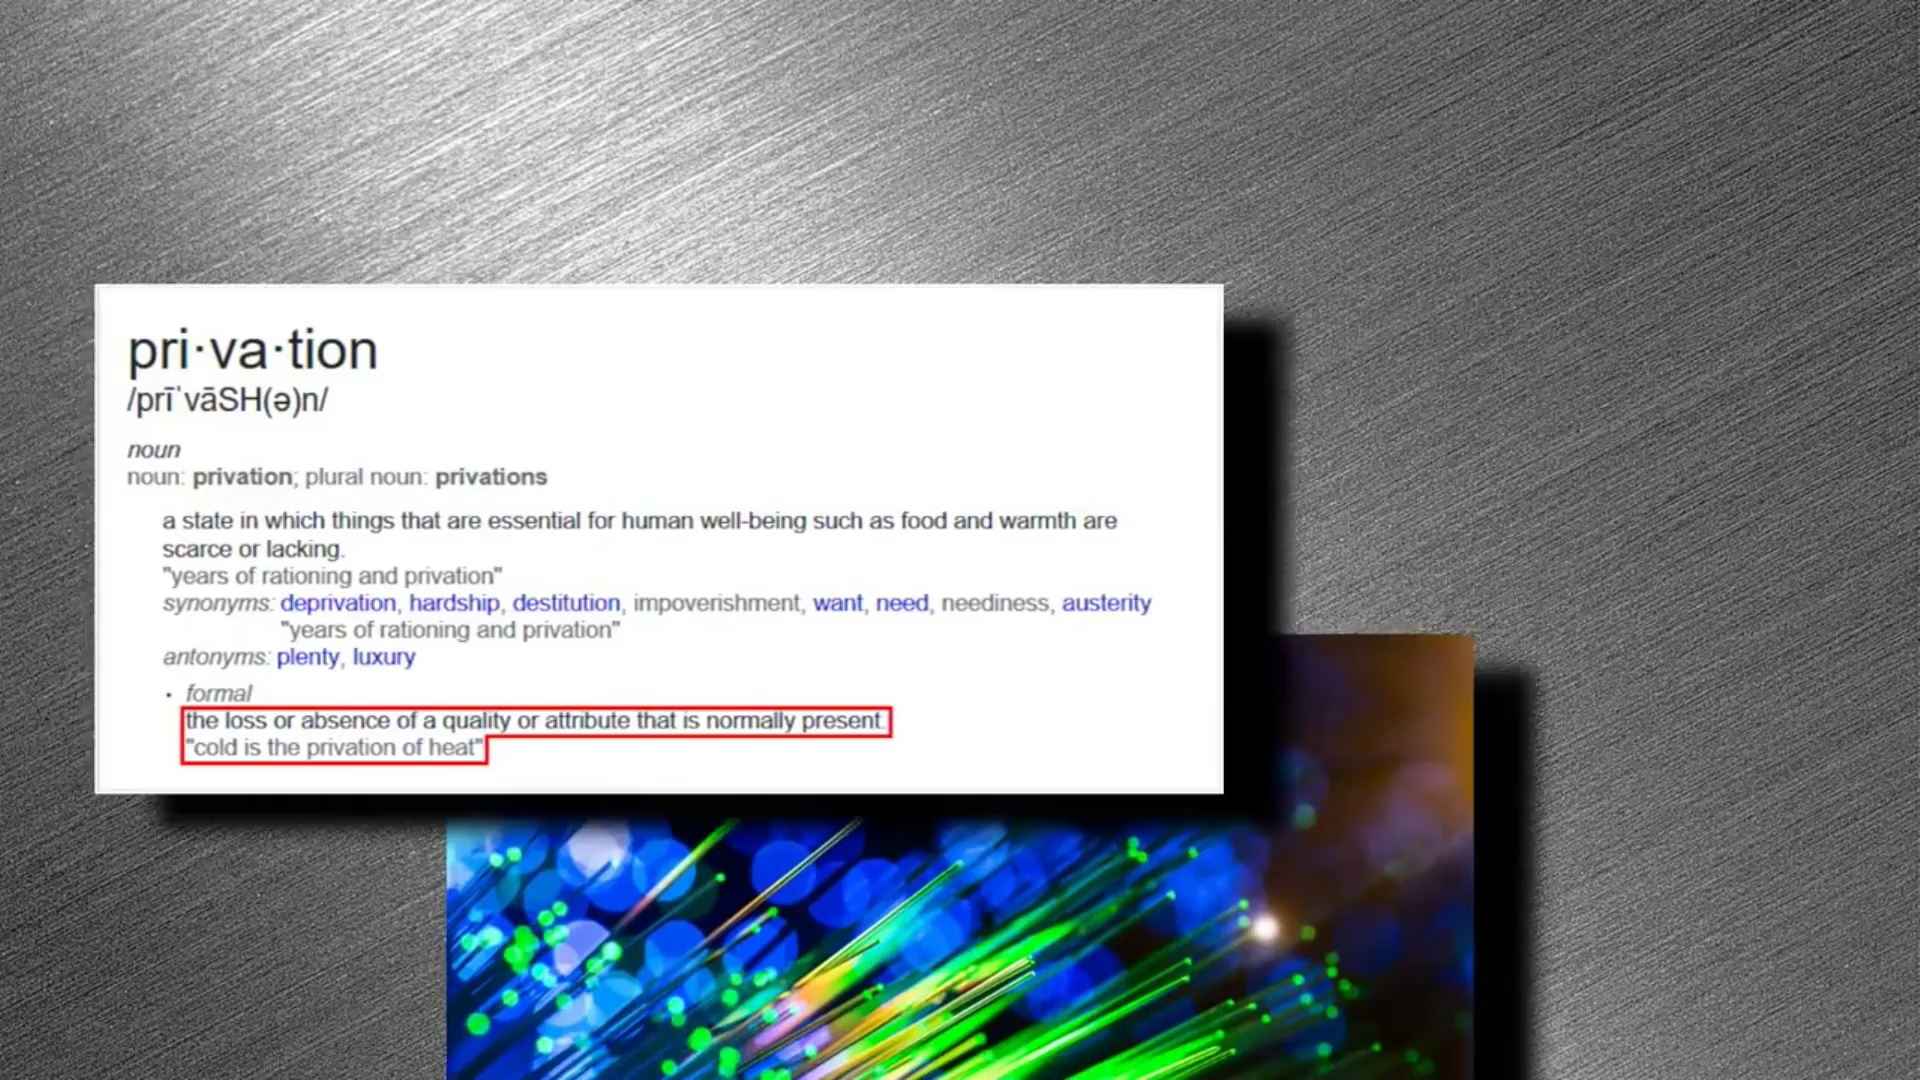 pri·va·tion
/prīˈvāSH(ə)n/
noun
noun: privation; plural noun: privations
a state in which things that are essential for human well-being such as food and warmth are
scarce or lacking.
"years of rationing and privation"
synonyms: deprivation, hardship, destitution, impoverishment, want, need, neediness, austerity
"years of rationing and privation"
antonyms: plenty, luxury
• formal
the loss or absence of a quality or attribute that is normally present.
"cold is the privation of heat"